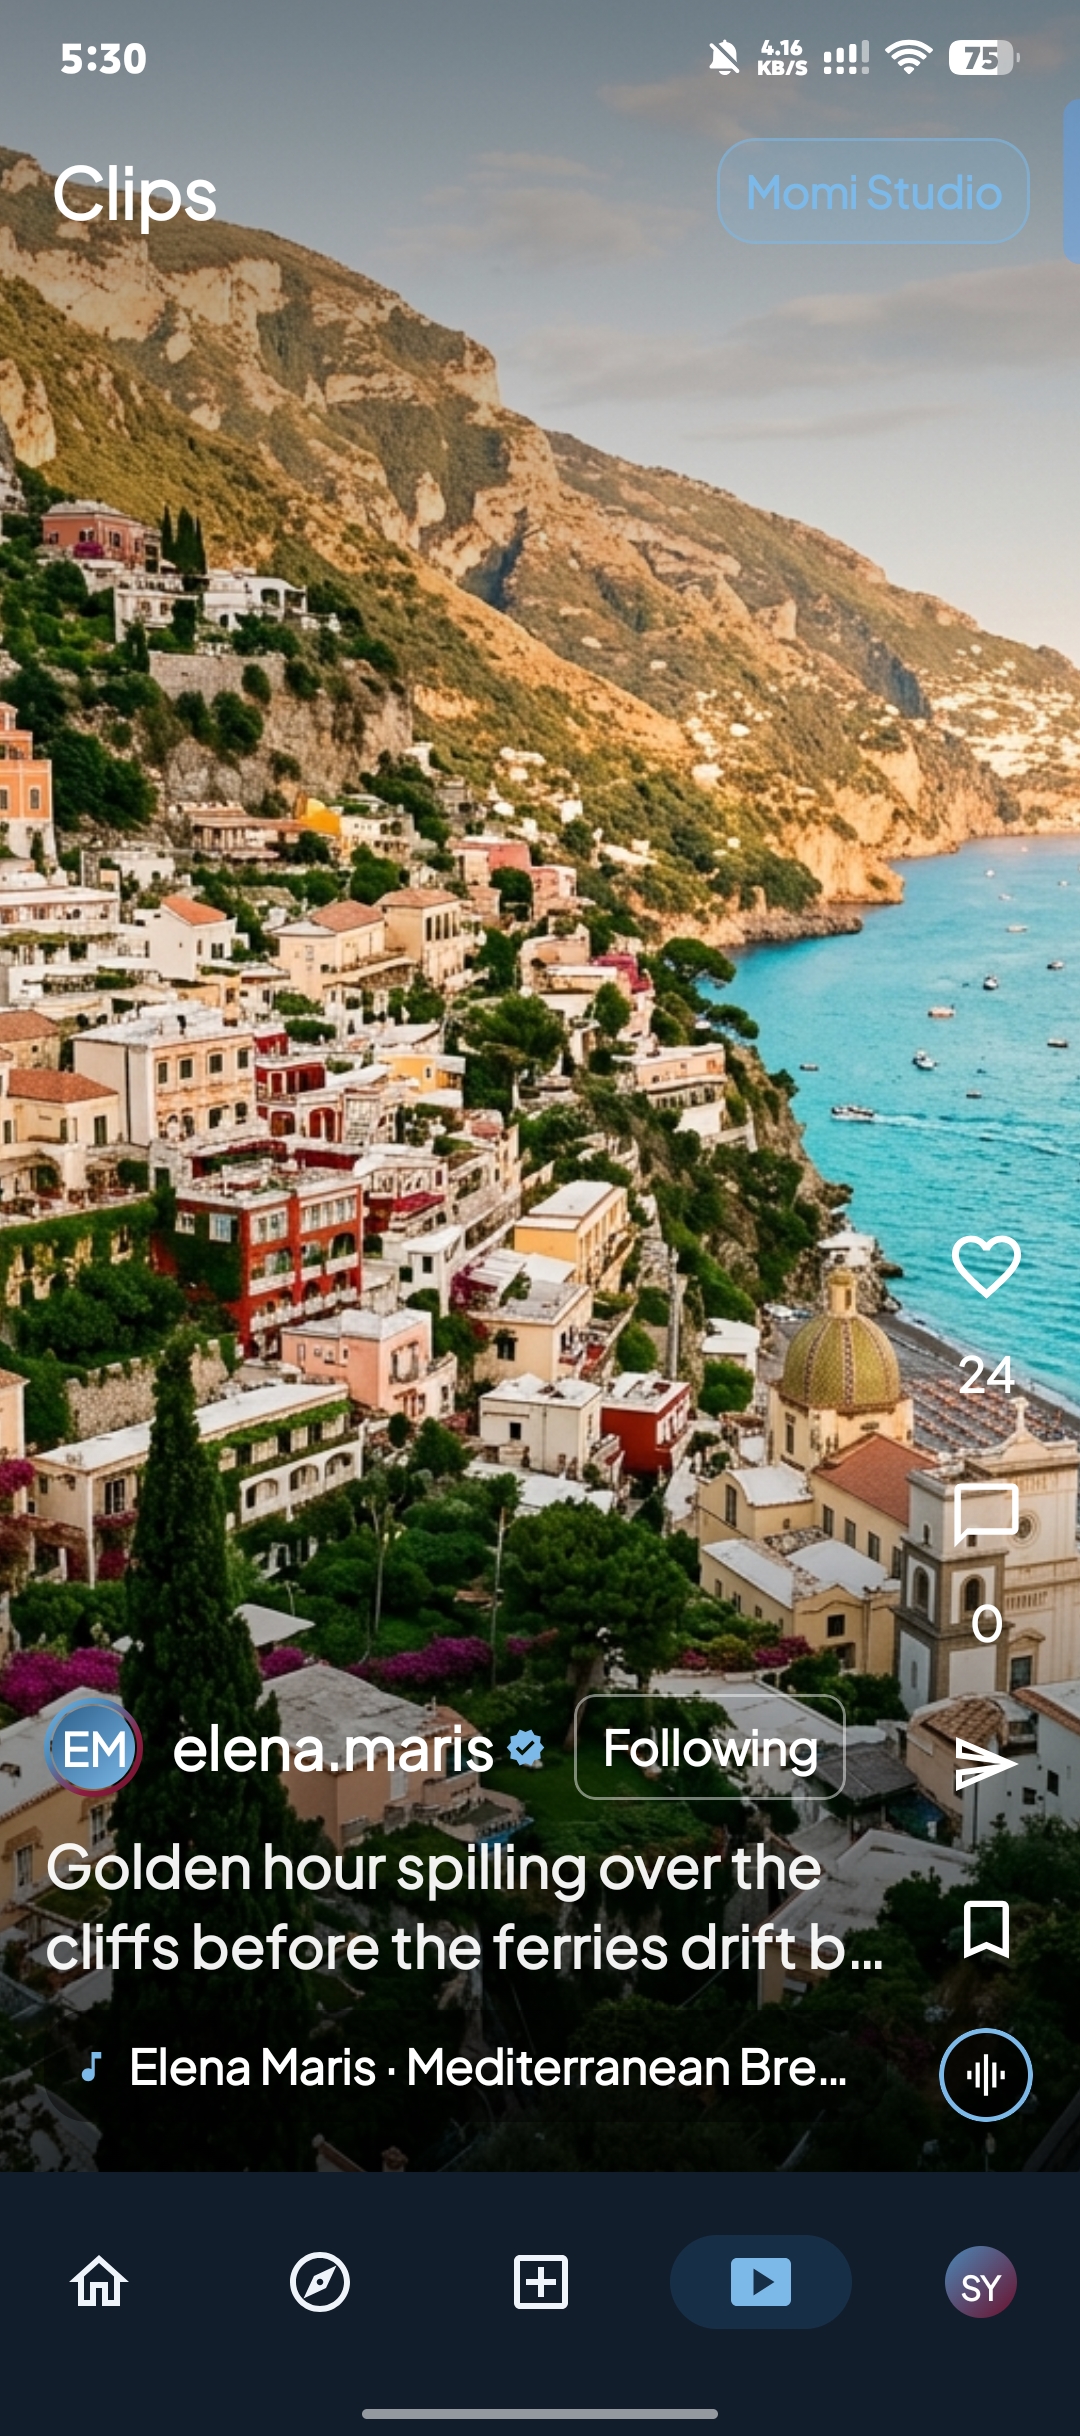 5:30
4.16
KB/S
75
Clips
Momi Studio
24
0
EM
elena.maris
Following
Golden hour spilling over the
cliffs before the ferries drift b...
Elena Maris · Mediterranean Bre...
SY